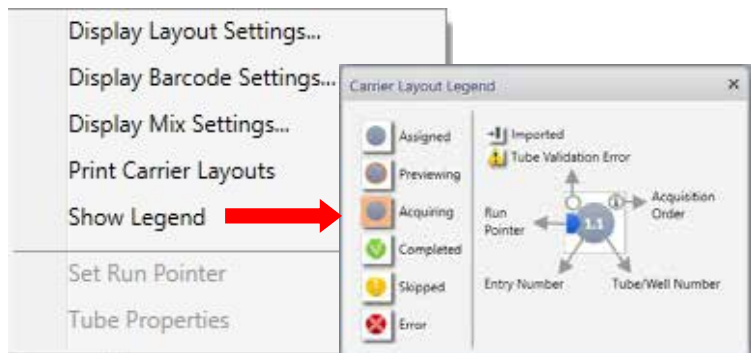 Display Layout Settings...
Display Barcode Settings...
Display Mix Settings...
Print Carrier Layouts
Show Legend
Set Run Pointer
Tube Properties
Carrier Layout Legend
Assigned
Previewing
Acquiring
Completed
Skipped
Error
Imported
Tube Validation Error
Acquisition
Order
Run
Pointer
1.1
Entry Number
Tube/Well Number